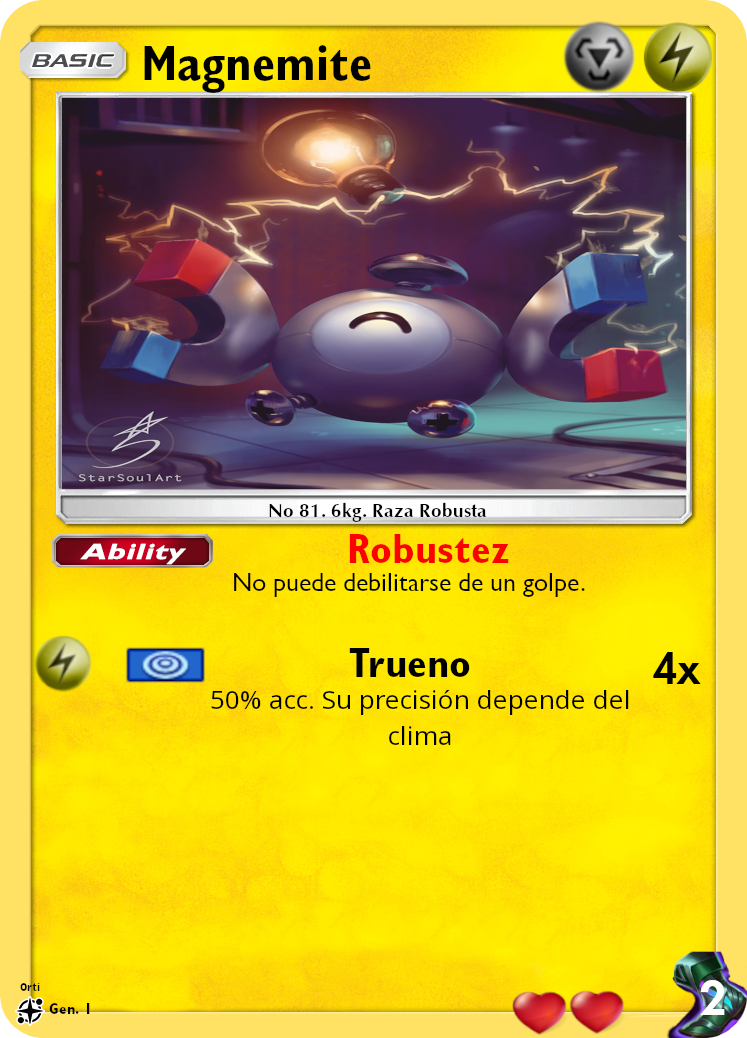 BASIC
Magnemite
StarSoulArt
No 81. 6kg. Raza Robusta
Ability
Robustez
No puede debilitarse de un golpe.
Trueno
4x
50% acc. Su precisión depende del
clima
Orti
Gen. 1
2